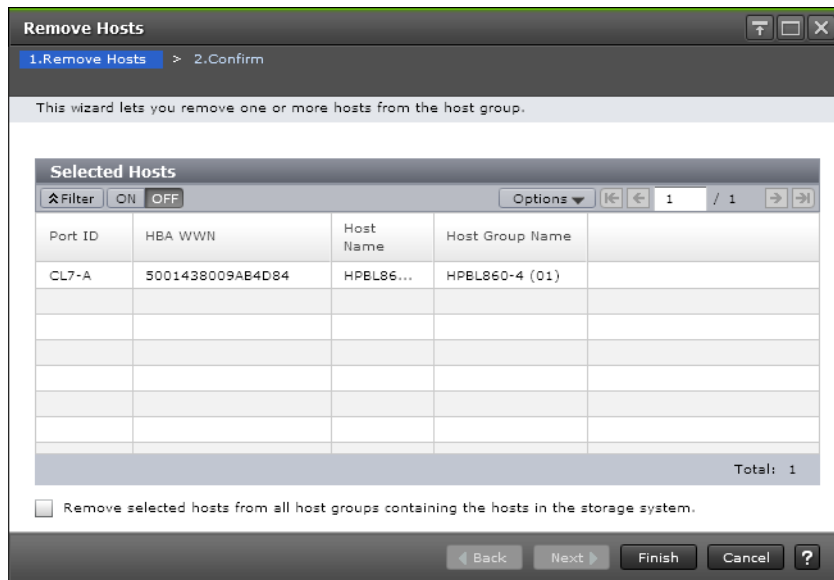 Remove Hosts
1.Remove Hosts > 2.Confirm
This wizard lets you remove one or more hosts from the host group.
Selected Hosts
Filter ON OFF Options 1 / 1
Port ID HBA WWN Host Name Host Group Name
CL7-A 5001438009AB4D84 HPBL86... HPBL860-4 (01)
Total: 1
Remove selected hosts from all host groups containing the hosts in the storage system.
Back Next Finish Cancel ?